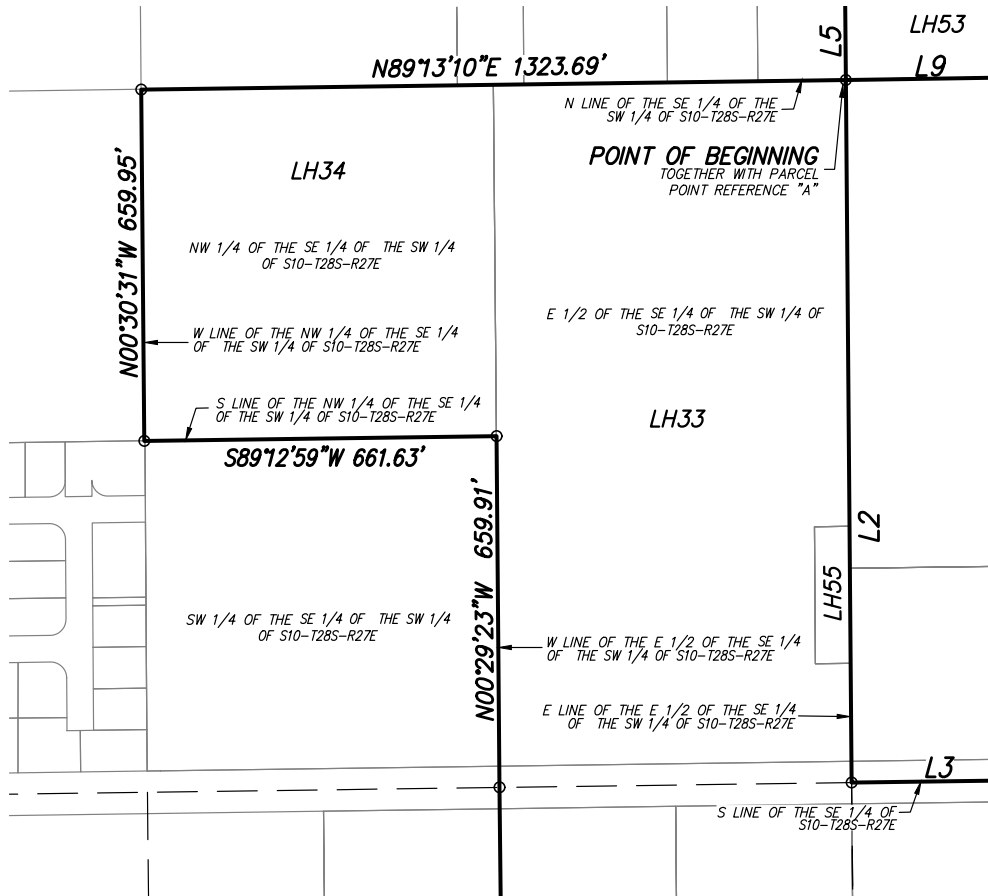 LH53
L5
L9
N89°13'10"E 1323.69'
N LINE OF THE SE 1/4 OF THE
SW 1/4 OF S10-T28S-R27E
POINT OF BEGINNING
TOGETHER WITH PARCEL
POINT REFERENCE "A"
LH34
N00°30'31"W 659.95'
NW 1/4 OF THE SE 1/4 OF THE SW 1/4
OF S10-T28S-R27E
E 1/2 OF THE SE 1/4 OF THE SW 1/4 OF
S10-T28S-R27E
W LINE OF THE NW 1/4 OF THE SE 1/4
OF THE SW 1/4 OF S10-T28S-R27E
S LINE OF THE NW 1/4 OF THE SE 1/4
OF THE SW 1/4 OF S10-T28S-R27E
LH33
S89°12'59"W 661.63'
N00°29'23"W 659.91'
L2
LH55
SW 1/4 OF THE SE 1/4 OF THE SW 1/4
OF S10-T28S-R27E
W LINE OF THE E 1/2 OF THE SE 1/4
OF THE SW 1/4 OF S10-T28S-R27E
E LINE OF THE E 1/2 OF THE SE 1/4
OF THE SW 1/4 OF S10-T28S-R27E
L3
S LINE OF THE SE 1/4 OF
S10-T28S-R27E